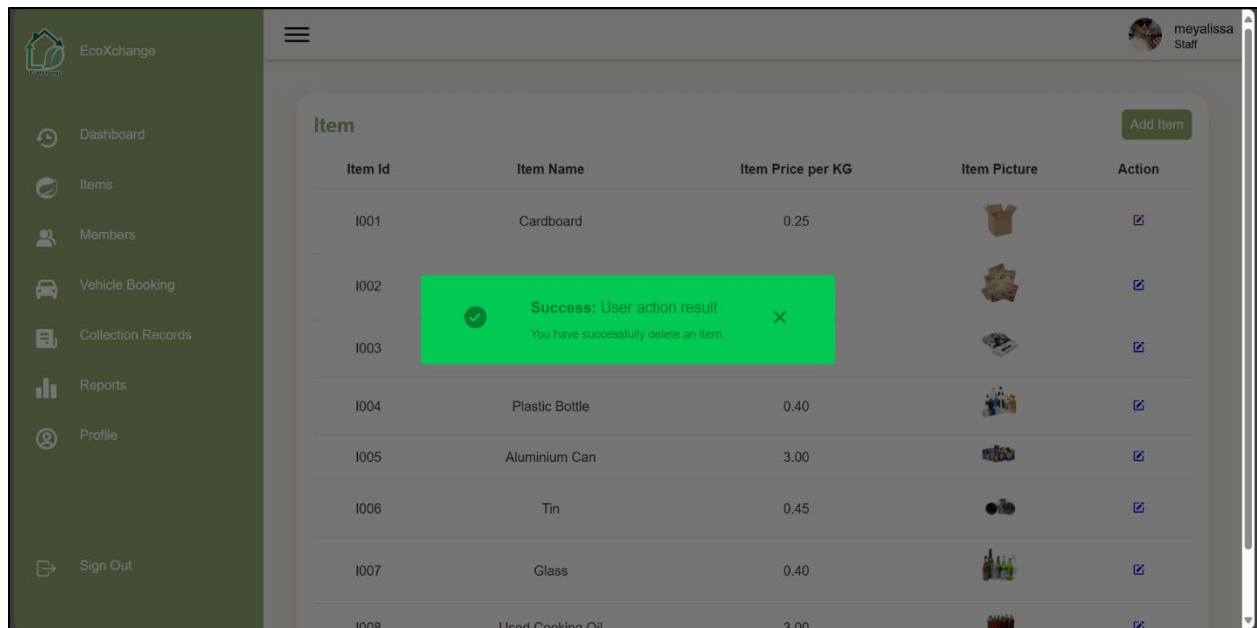 EcoXchange
meyalissa
Staff
Dashboard
Items
Members
Vehicle Booking
Collection Records
Reports
Profile
Sign Out
Item
Add Item
Item Id Item Name Item Price per KG Item Picture Action
I001 Cardboard 0.25
I002
I003
Success: User action result
You have successfully delete an item.
I004 Plastic Bottle 0.40
I005 Aluminium Can 3.00
I006 Tin 0.45
I007 Glass 0.40
I008 Used Cooking Oil 3.00